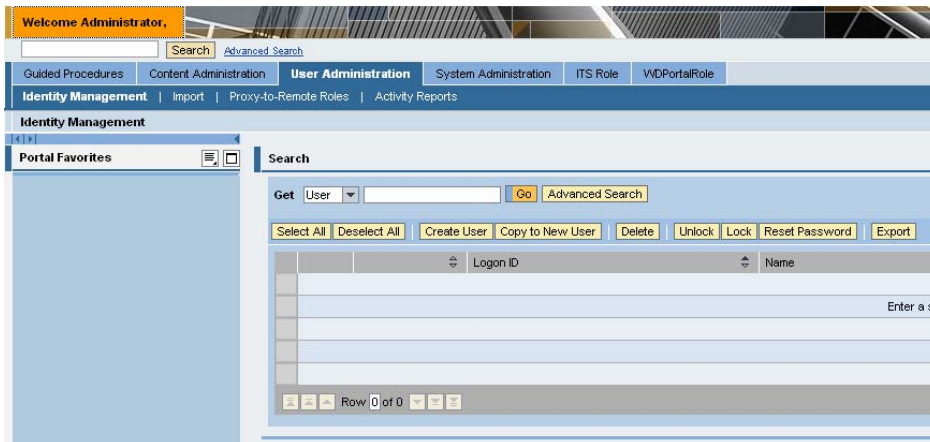 Welcome Administrator,
Search Advanced Search
Guided Procedures Content Administration User Administration System Administration ITS Role WDPortalRole
Identity Management | Import | Proxy-to-Remote Roles | Activity Reports
Identity Management
Portal Favorites
Search
Get User Go Advanced Search
Select All Deselect All Create User Copy to New User Delete Unlock Lock Reset Password Export
Logon ID Name
Enter a s
Row 0 of 0